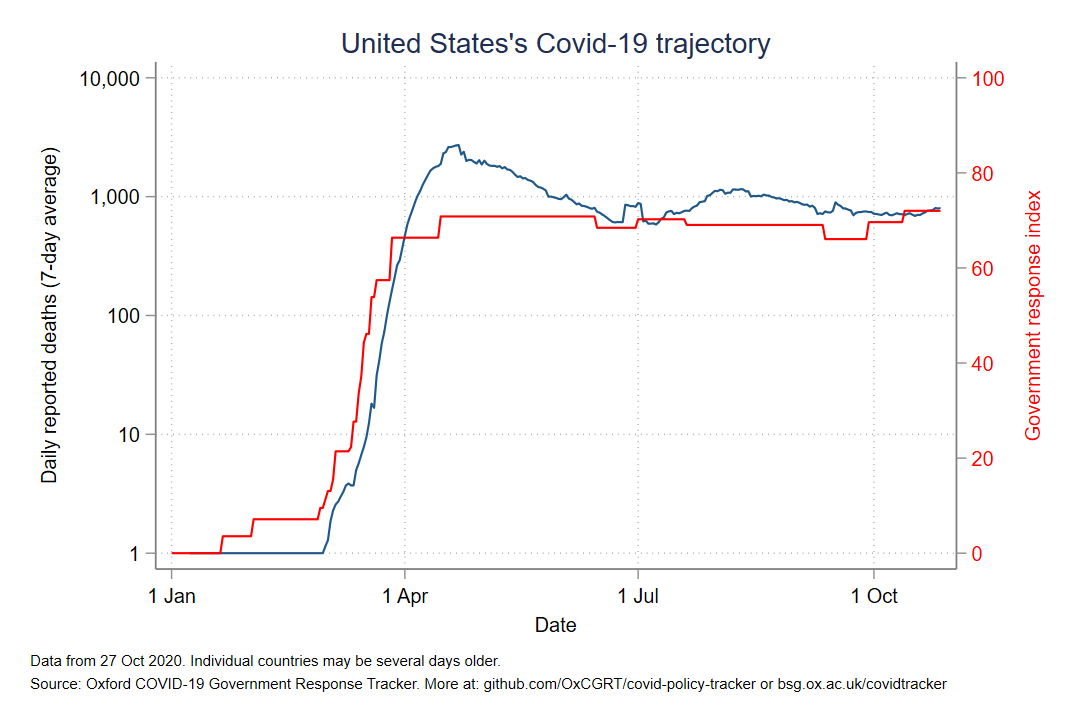 United States's Covid-19 trajectory
10,000
1,000
100
10
1
Daily reported deaths (7-day average)
100
80
60
40
20
0
Government response index
1 Jan
1 Apr
1 Jul
1 Oct
Date
Data from 27 Oct 2020. Individual countries may be several days older.
Source: Oxford COVID-19 Government Response Tracker. More at: github.com/OxCGRT/covid-policy-tracker or bsg.ox.ac.uk/covidtracker